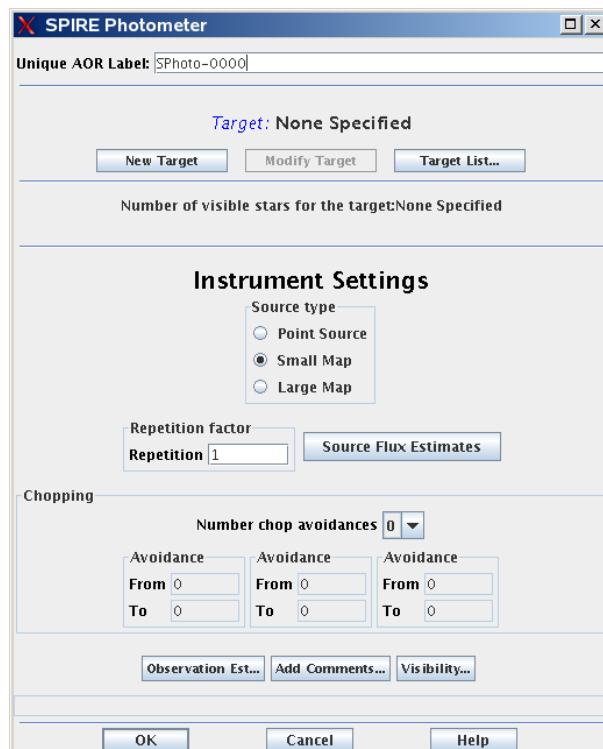 SPIRE Photometer
Unique AOR Label: SPhoto-0000
Target: None Specified
New Target Modify Target Target List...
Number of visible stars for the target:None Specified
Instrument Settings
Source type
Point Source
Small Map
Large Map
Repetition factor
Repetition 1
Source Flux Estimates
Chopping
Number chop avoidances 0
Avoidance Avoidance Avoidance
From 0 From 0 From 0
To 0 To 0 To 0
Observation Est... Add Comments... Visibility...
OK Cancel Help